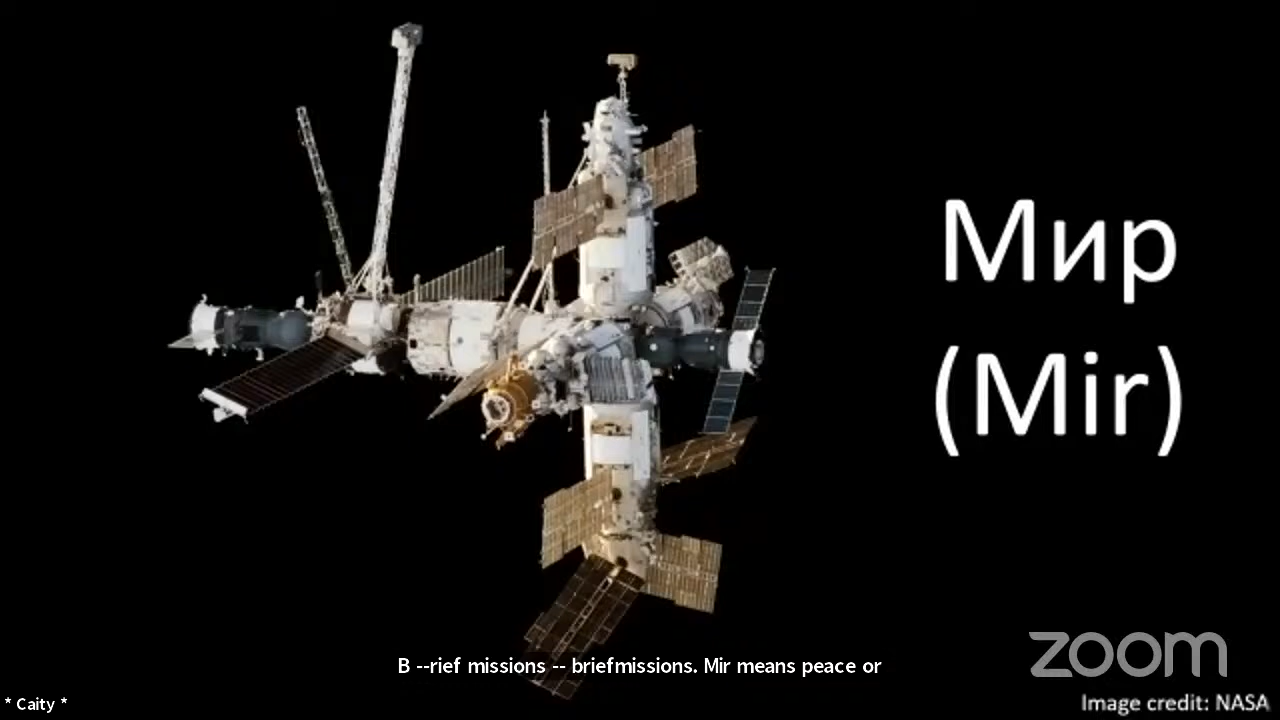 Мир
(Mir)
zoom
B --rief missions -- briefmissions. Mir means peace or
* Caity *
Image credit: NASA